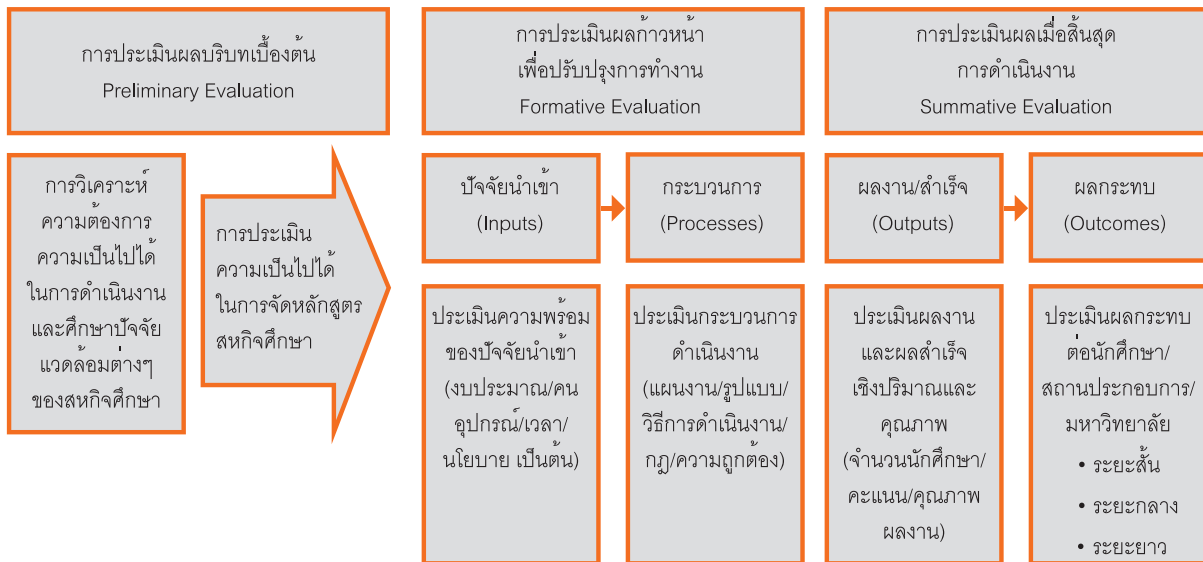 การประเมินผลบริบทเบื้องต้น
Preliminary Evaluation
การประเมินผลก้าวหน้า
เพื่อปรับปรุงการทำงาน
Formative Evaluation
การประเมินผลเมื่อสิ้นสุด
การดำเนินงาน
Summative Evaluation
การวิเคราะห์
ความต้องการ
ความเป็นไปได้
ในการดำเนินงาน
และศึกษาปัจจัย
แวดล้อมต่างๆ
ของสหกิจศึกษา
การประเมิน
ความเป็นไปได้
ในการจัดหลักสูตร
สหกิจศึกษา
ปัจจัยนำเข้า
(Inputs)
กระบวนการ
(Processes)
ผลงาน/สำเร็จ
(Outputs)
ผลกระทบ
(Outcomes)
ประเมินความพร้อม
ของปัจจัยนำเข้า
(งบประมาณ/คน
อุปกรณ์/เวลา/
นโยบาย เป็นต้น)
ประเมินกระบวนการ
ดำเนินงาน
(แผนงาน/รูปแบบ/
วิธีการดำเนินงาน/
กฎ/ความถูกต้อง)
ประเมินผลงาน
และผลสำเร็จ
เชิงปริมาณและ
คุณภาพ
(จำนวนนักศึกษา/
คะแนน/คุณภาพ
ผลงาน)
ประเมินผลกระทบ
ต่อนักศึกษา/
สถานประกอบการ/
มหาวิทยาลัย
• ระยะสั้น
• ระยะกลาง
• ระยะยาว